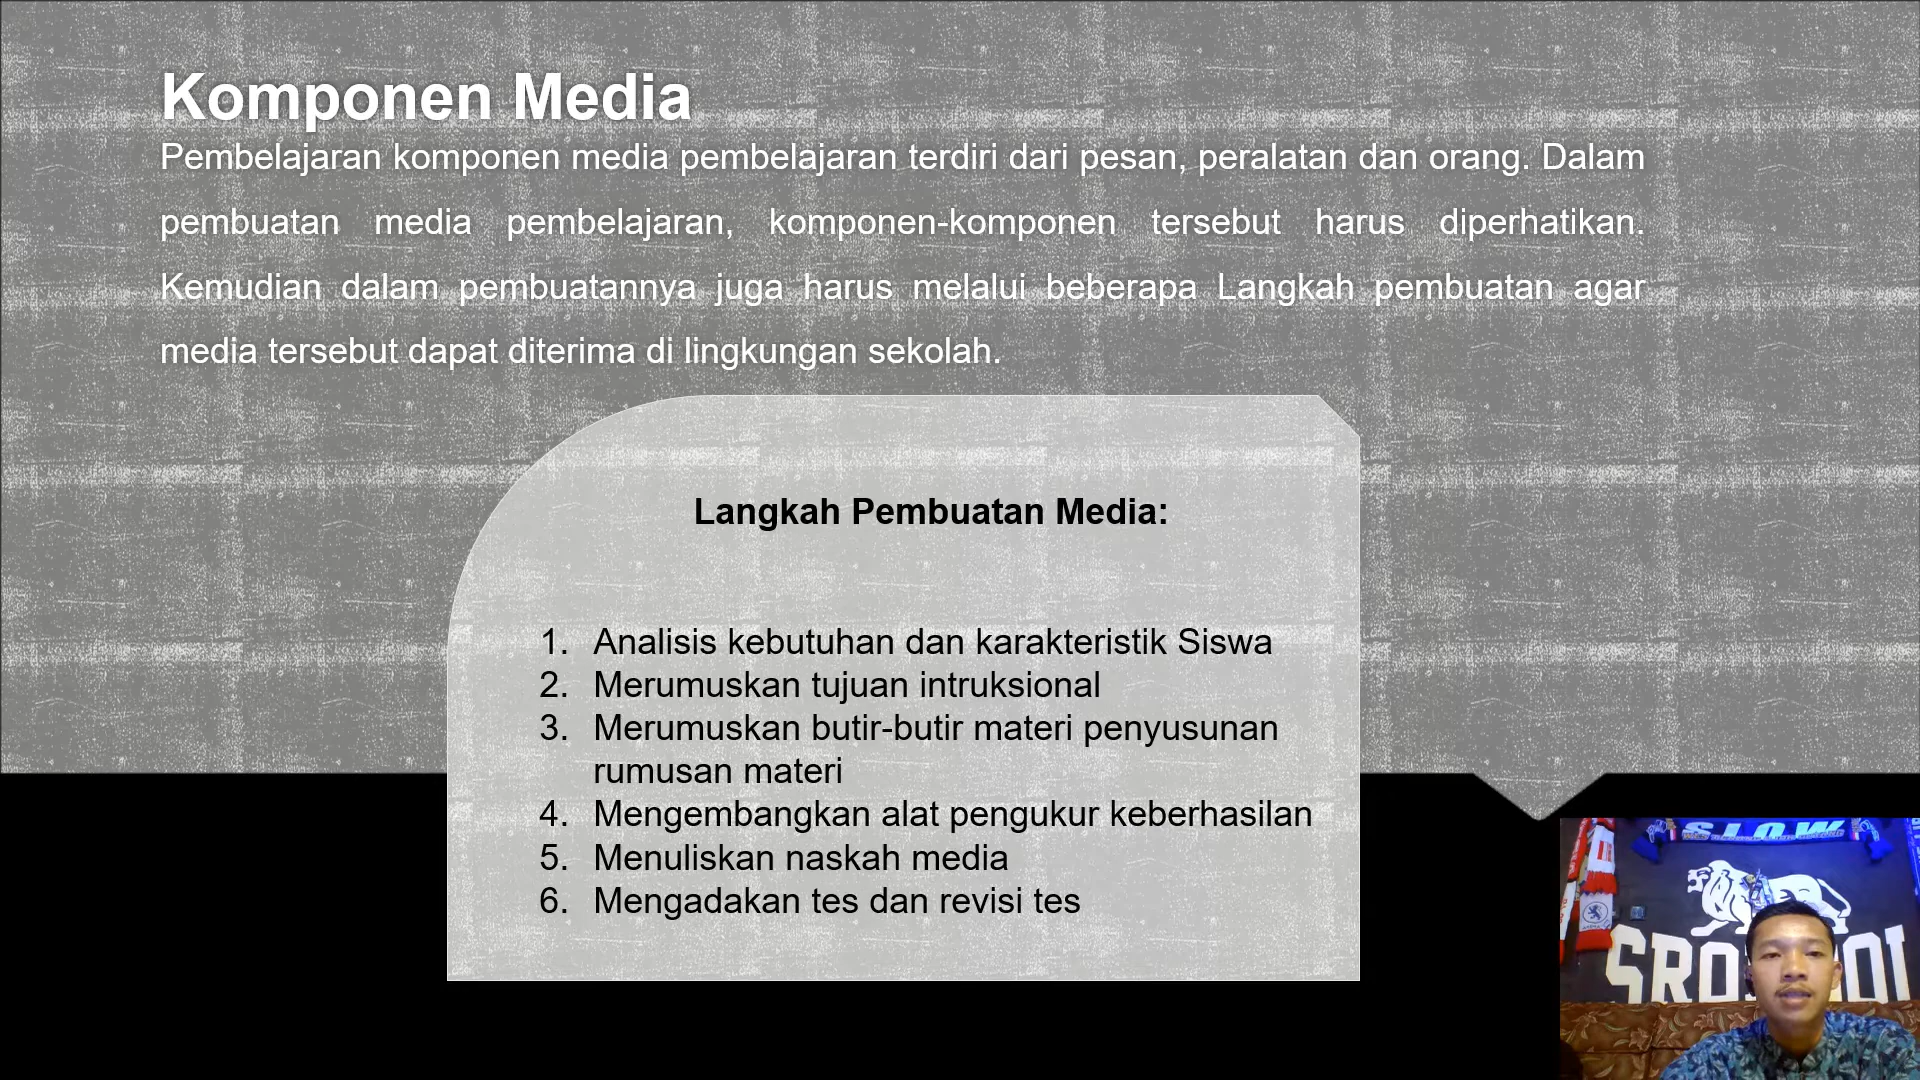 Komponen Media
Pembelajaran komponen media pembelajaran terdiri dari pesan, peralatan dan orang. Dalam
pembuatan media pembelajaran, komponen-komponen tersebut harus diperhatikan.
Kemudian dalam pembuatannya juga harus melalui beberapa Langkah pembuatan agar
media tersebut dapat diterima di lingkungan sekolah.
Langkah Pembuatan Media:
1. Analisis kebutuhan dan karakteristik Siswa
2. Merumuskan tujuan intruksional
3. Merumuskan butir-butir materi penyusunan
rumusan materi
4. Mengembangkan alat pengukur keberhasilan
5. Menuliskan naskah media
6. Mengadakan tes dan revisi tes